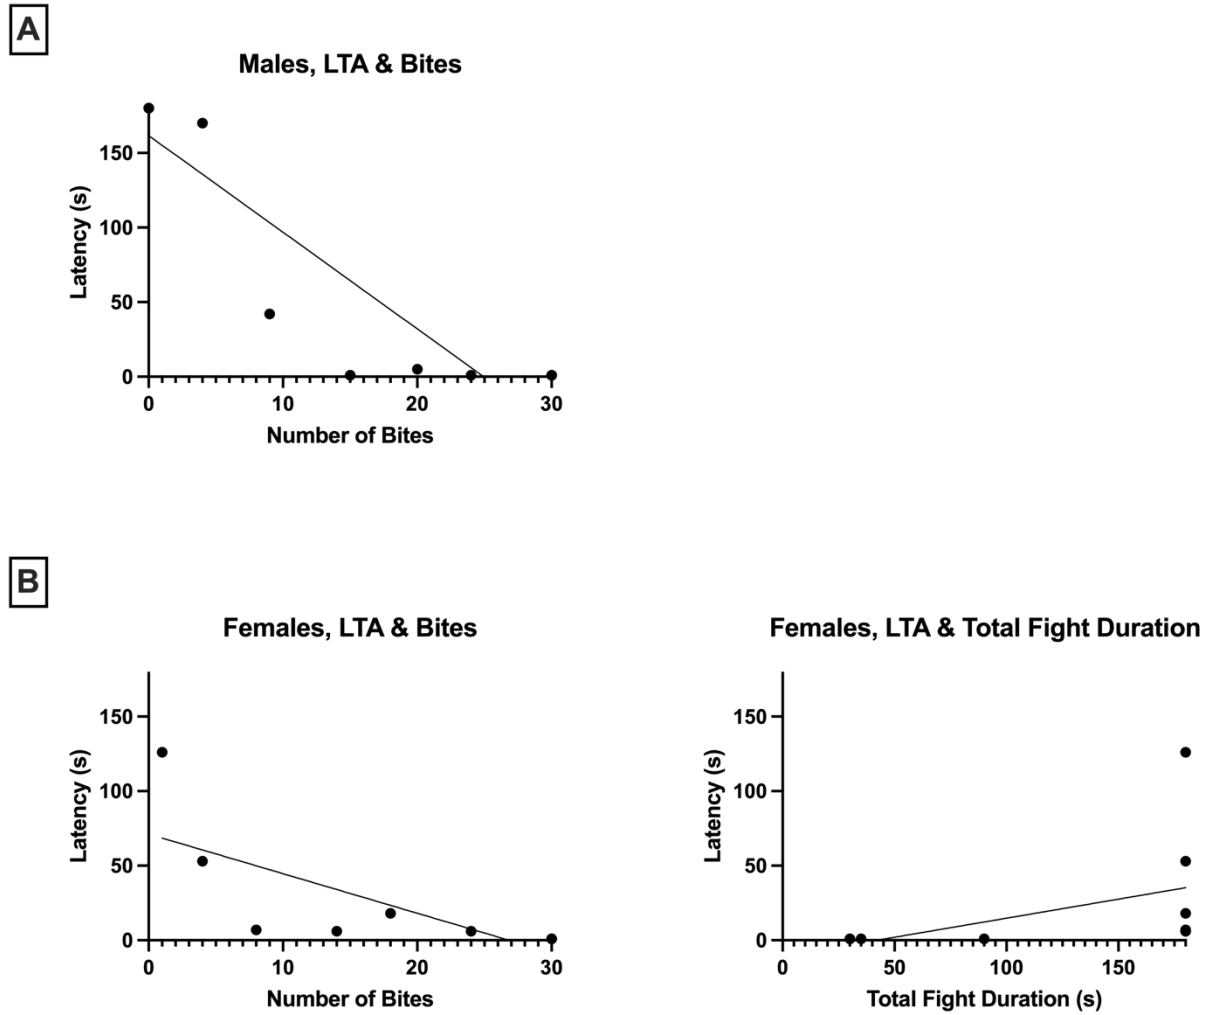 A
Males, LTA & Bites
Latency (s)
150
100
50
0
0 10 20 30
Number of Bites
B
Females, LTA & Bites
Latency (s)
150
100
50
0
0 10 20 30
Number of Bites
Females, LTA & Total Fight Duration
Latency (s)
150
100
50
0
0 50 100 150
Total Fight Duration (s)